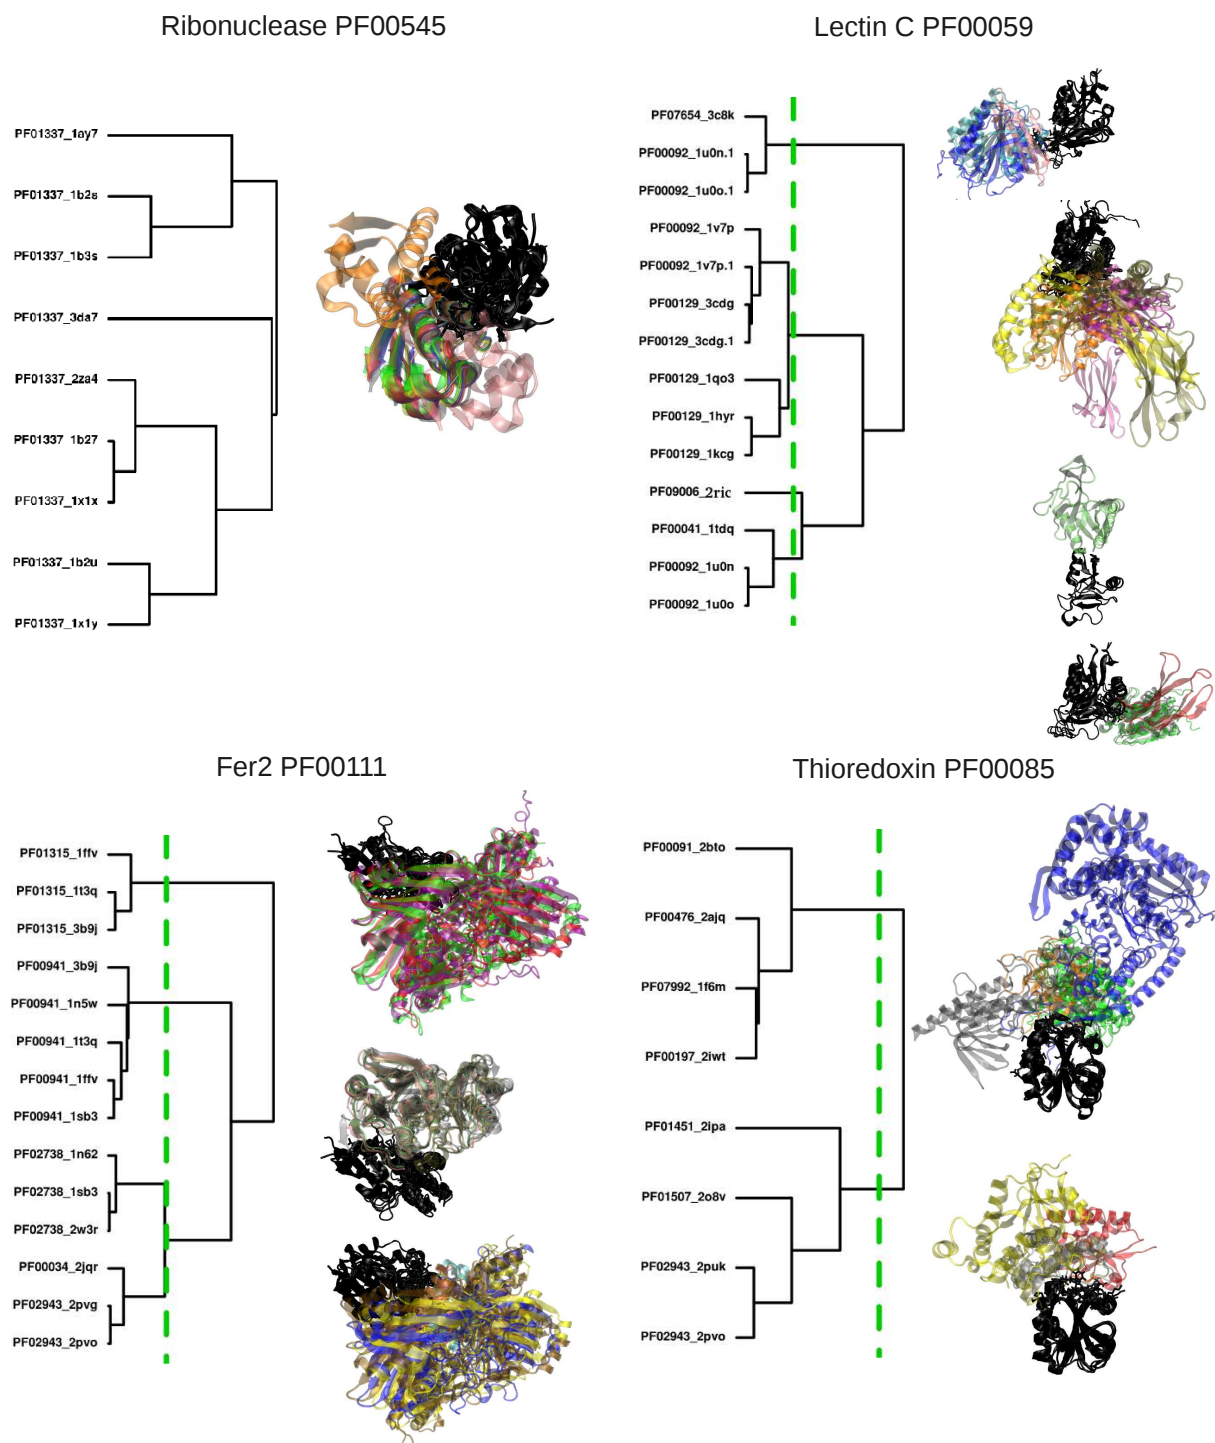 Ribonuclease PF00545
PF01337_1ay7
PF01337_1b2s
PF01337_1b3s
PF01337_3da7
PF01337_2za4
PF01337_1b27
PF01337_1x1x
PF01337_1b2u
PF01337_1x1y
Lectin C PF00059
PF07654_3c8k
PF00092_1u0n.1
PF00092_1u0o.1
PF00092_1v7p
PF00092_1v7p.1
PF00129_3cdg
PF00129_3cdg.1
PF00129_1qo3
PF00129_1hyr
PF00129_1kcg
PF09006_2ric
PF00041_1tdq
PF00092_1u0n
PF00092_1u0o
Fer2 PF00111
PF01315_1ffv
PF01315_1t3q
PF01315_3b9j
PF00941_3b9j
PF00941_1n5w
PF00941_1t3q
PF00941_1ffv
PF00941_1sb3
PF02738_1n62
PF02738_1sb3
PF02738_2w3r
PF00034_2jqr
PF02943_2pvg
PF02943_2pvo
Thioredoxin PF00085
PF00091_2bto
PF00476_2ajq
PF07992_1f6m
PF00197_2iwt
PF01451_2ipa
PF01507_2o8v
PF02943_2puk
PF02943_2pvo